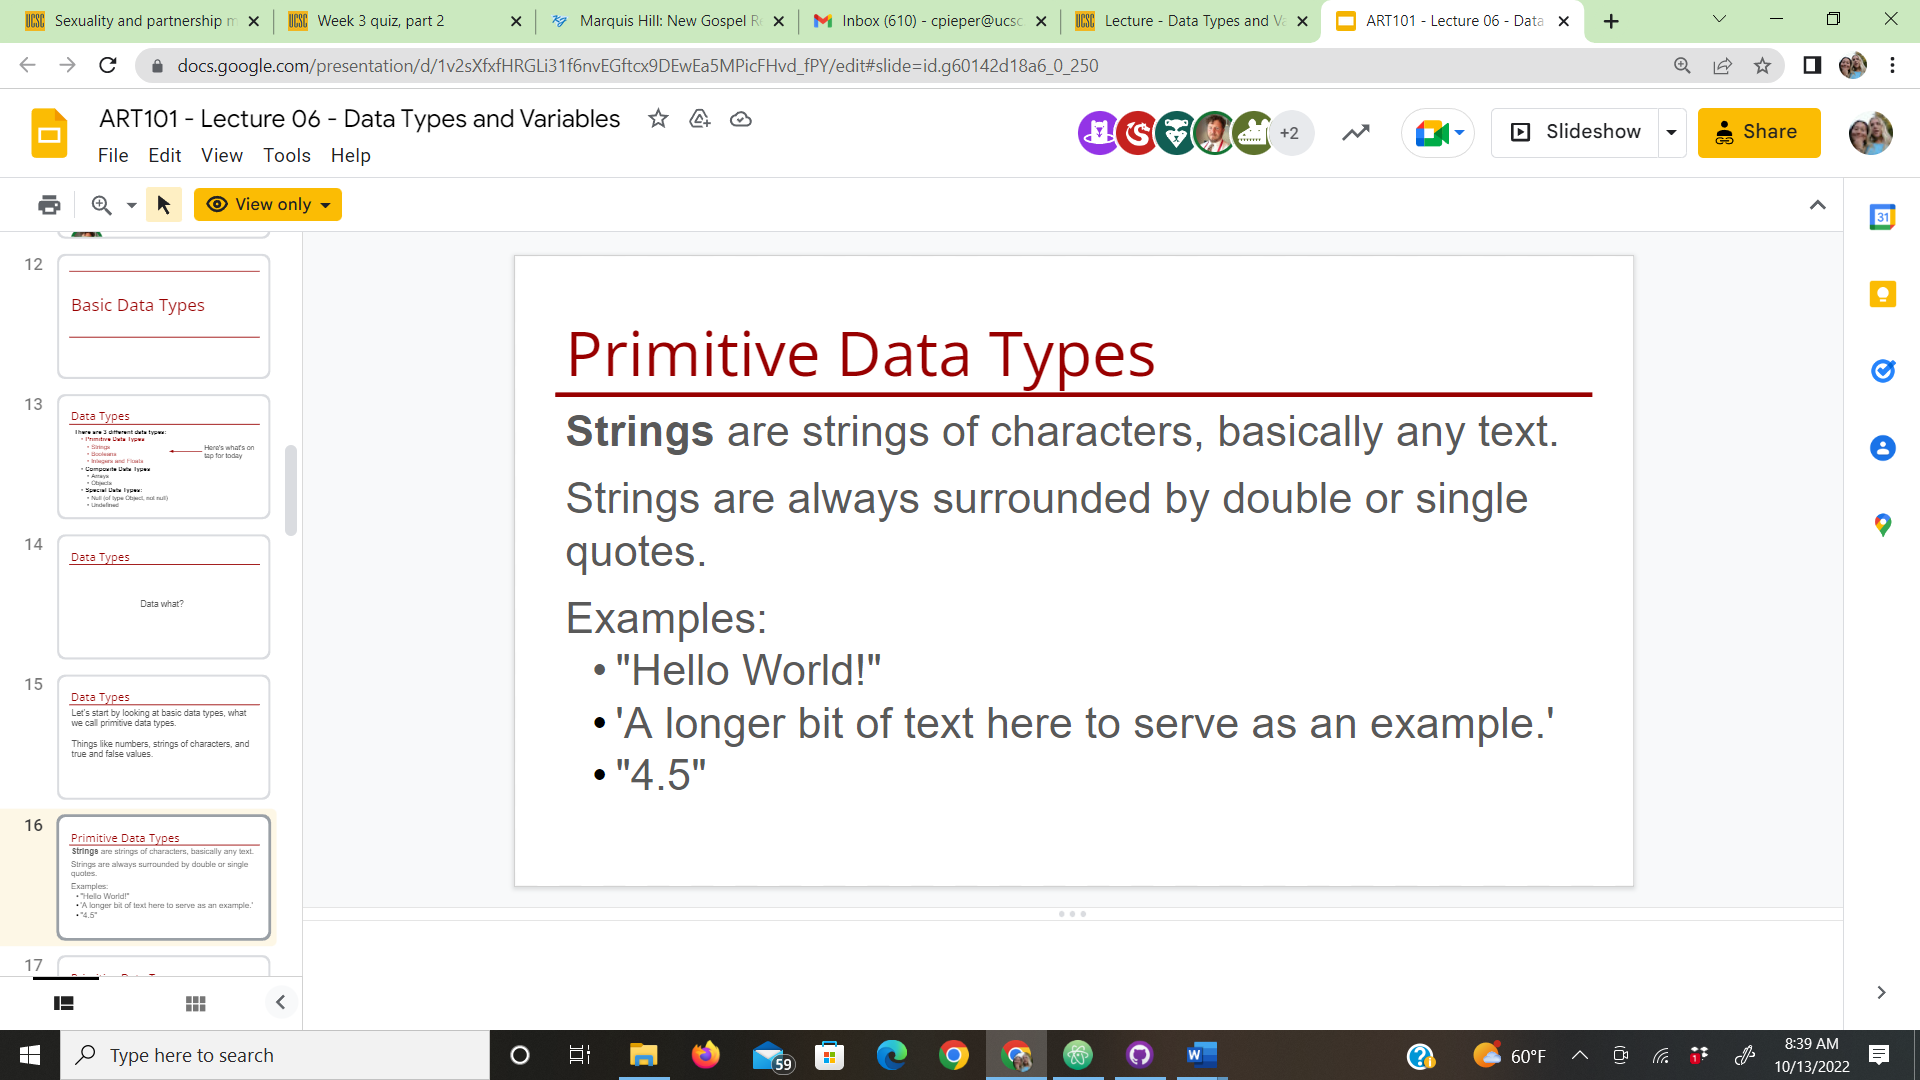 Sexuality and partnership m
Week 3 quiz, part 2
Marquis Hill: New Gospel R
Inbox (610) - cpieper@ucsc
Lecture - Data Types and Va
ART101 - Lecture 06 - Data
docs.google.com/presentation/d/1v2sXfxfHRGLi31f6nvEGftcx9DEwEa5MPicFHvd_fPY/edit#slide=id.g60142d18a6_0_250
ART101 - Lecture 06 - Data Types and Variables
File Edit View Tools Help
+2
Slideshow
Share
View only
31
12
Basic Data Types
13
Data Types
There are 3 different data types:
• Primitive Data Types
• Strings
• Booleans
• Integers and Floats
• Composite Data Types
• Arrays
• Objects
• Special Data Types:
• Null (of type Object, not null)
• Undefined
Here's what's on
tap for today
14
Data Types
Data what?
15
Data Types
Let's start by looking at basic data types, what
we call primitive data types.
Things like numbers, strings of characters, and
true and false values.
16
Primitive Data Types
Strings are strings of characters, basically any text.
Strings are always surrounded by double or single
quotes.
Examples:
• "Hello World!"
• 'A longer bit of text here to serve as an example.'
• "4.5"
17
Primitive Data Types
Strings are strings of characters, basically any text.
Strings are always surrounded by double or single
quotes.
Examples:
• "Hello World!"
• 'A longer bit of text here to serve as an example.'
• "4.5"
Type here to search
59
W
60°F
1
8:39 AM
10/13/2022